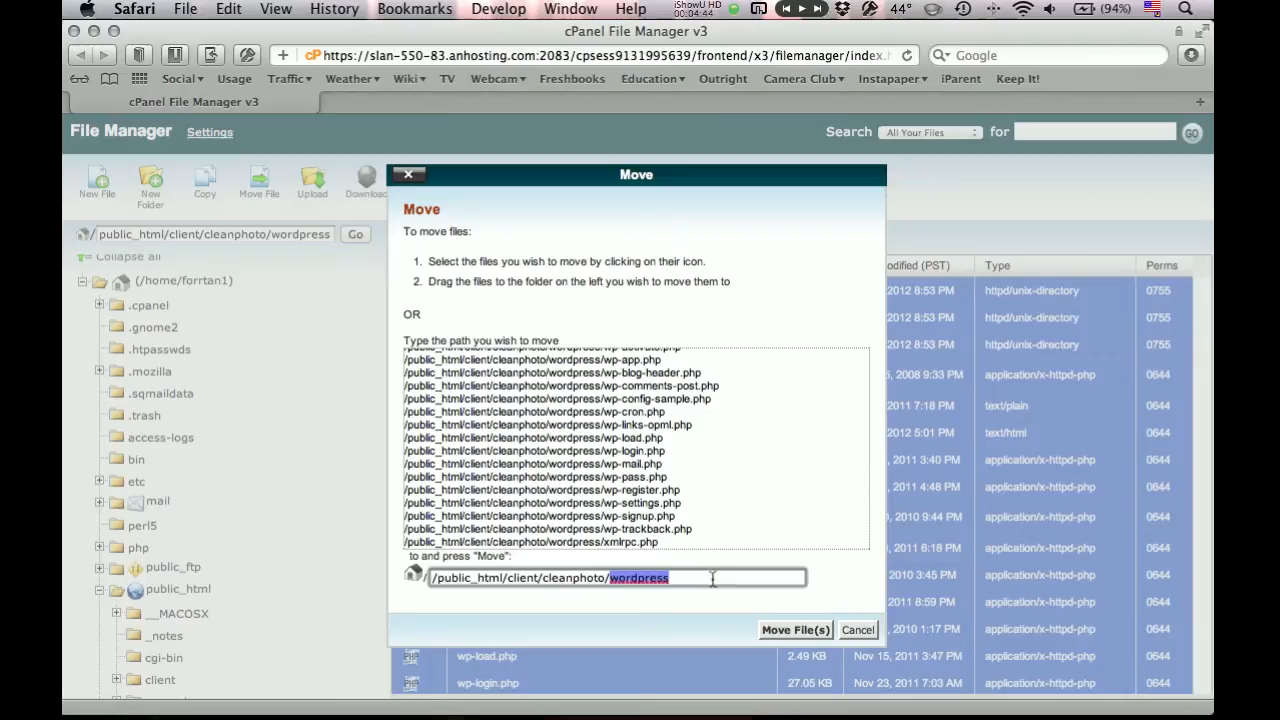 Safari File Edit View History Bookmarks Develop Window Help iShowU HD 00:04:44 44° (94%)
cPanel File Manager v3
cP https://slan-550-83.anhosting.com:2083/cpsess9131995639/frontend/x3/filemanager/index.h Google
Social Usage Traffic Weather Wiki TV Webcam Freshbooks Education Outright Camera Club Instapaper iParent Keep It!
cPanel File Manager v3
File Manager Settings Search All Your Files for GO
New File New Folder Copy Move File Upload Download
/ public_html/client/cleanphoto/wordpress Go
Collapse all
(/home/forrtan1)
.cpanel
.gnome2
.htpasswds
.mozilla
.sqmaildata
.trash
access-logs
bin
etc
mail
perl5
php
public_ftp
public_html
__MACOSX
_notes
cgi-bin
client
Move
Move
To move files:
1. Select the files you wish to move by clicking on their icon.
2. Drag the files to the folder on the left you wish to move them to
OR
Type the path you wish to move
/public_html/client/cleanphoto/wordpress/wp-activate.php
/public_html/client/cleanphoto/wordpress/wp-app.php
/public_html/client/cleanphoto/wordpress/wp-blog-header.php
/public_html/client/cleanphoto/wordpress/wp-comments-post.php
/public_html/client/cleanphoto/wordpress/wp-config-sample.php
/public_html/client/cleanphoto/wordpress/wp-cron.php
/public_html/client/cleanphoto/wordpress/wp-links-opml.php
/public_html/client/cleanphoto/wordpress/wp-load.php
/public_html/client/cleanphoto/wordpress/wp-login.php
/public_html/client/cleanphoto/wordpress/wp-mail.php
/public_html/client/cleanphoto/wordpress/wp-pass.php
/public_html/client/cleanphoto/wordpress/wp-register.php
/public_html/client/cleanphoto/wordpress/wp-settings.php
/public_html/client/cleanphoto/wordpress/wp-signup.php
/public_html/client/cleanphoto/wordpress/wp-trackback.php
/public_html/client/cleanphoto/wordpress/xmlrpc.php
to and press "Move":
/ /public_html/client/cleanphoto/wordpress
Move File(s) Cancel
odified (PST) Type Perms
2012 8:53 PM httpd/unix-directory 0755
2012 8:53 PM httpd/unix-directory 0755
2012 8:53 PM httpd/unix-directory 0755
5, 2008 9:33 PM application/x-httpd-php 0644
2011 7:18 PM text/plain 0644
2012 5:01 PM text/html 0644
, 2011 3:40 PM application/x-httpd-php 0644
, 2011 4:48 PM application/x-httpd-php 0644
, 2010 9:44 PM application/x-httpd-php 0644
, 2011 6:18 PM application/x-httpd-php 0644
2010 3:45 PM application/x-httpd-php 0644
2011 8:59 PM application/x-httpd-php 0644
, 2010 1:17 PM application/x-httpd-php 0644
wp-load.php 2.49 KB Nov 15, 2011 3:47 PM application/x-httpd-php 0644
wp-login.php 27.05 KB Nov 23, 2011 7:03 AM application/x-httpd-php 0644